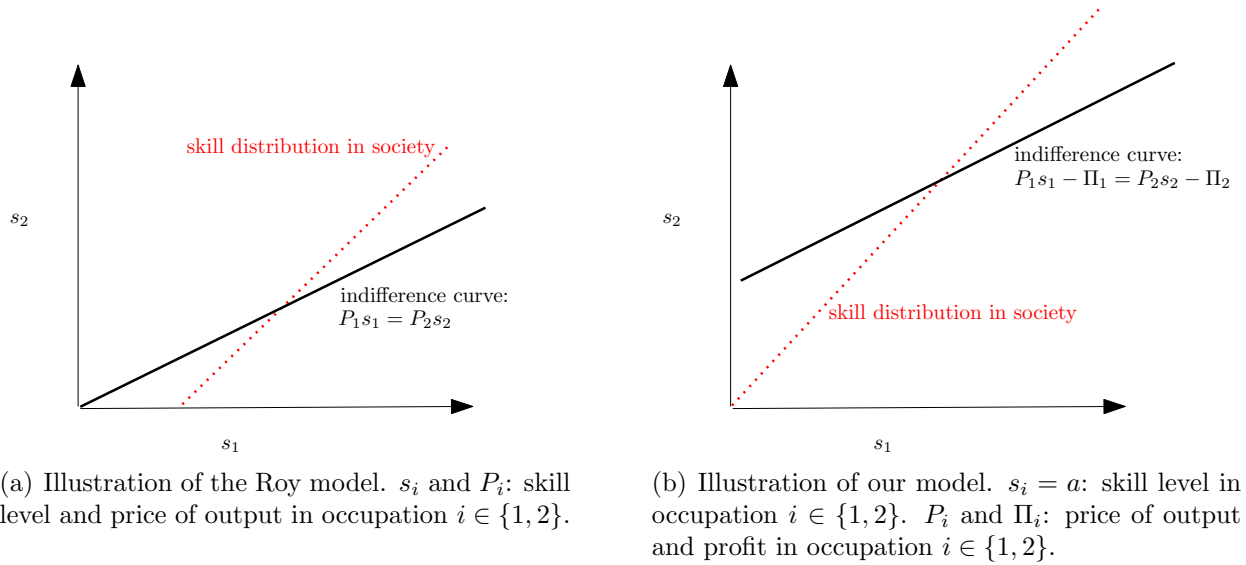 skill distribution in society
s₂
indifference curve:
P₁s₁ = P₂s₂
s₁
(a) Illustration of the Roy model. sᵢ and Pᵢ: skill
level and price of output in occupation i ∈ {1, 2}.
indifference curve:
P₁s₁ − Π₁ = P₂s₂ − Π₂
s₂
skill distribution in society
s₁
(b) Illustration of our model. sᵢ = a: skill level in
occupation i ∈ {1, 2}. Pᵢ and Πᵢ: price of output
and profit in occupation i ∈ {1, 2}.